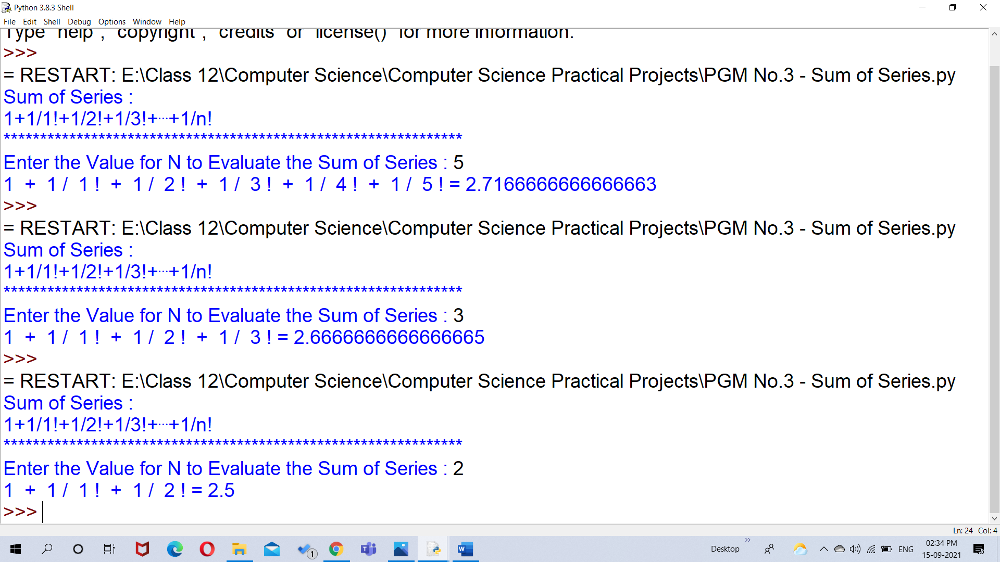 Python 3.8.3 Shell
File Edit Shell Debug Options Window Help
Type "help", "copyright", "credits" or "license()" for more information.
>>>
= RESTART: E:\Class 12\Computer Science\Computer Science Practical Projects\PGM No.3 - Sum of Series.py
Sum of Series :
1+1/1!+1/2!+1/3!+···+1/n!
***************************************************************
Enter the Value for N to Evaluate the Sum of Series : 5
1  +  1 /  1 !  +  1 /  2 !  +  1 /  3 !  +  1 /  4 !  +  1 /  5 ! = 2.7166666666666663
>>>
= RESTART: E:\Class 12\Computer Science\Computer Science Practical Projects\PGM No.3 - Sum of Series.py
Sum of Series :
1+1/1!+1/2!+1/3!+···+1/n!
***************************************************************
Enter the Value for N to Evaluate the Sum of Series : 3
1  +  1 /  1 !  +  1 /  2 !  +  1 /  3 ! = 2.6666666666666665
>>>
= RESTART: E:\Class 12\Computer Science\Computer Science Practical Projects\PGM No.3 - Sum of Series.py
Sum of Series :
1+1/1!+1/2!+1/3!+···+1/n!
***************************************************************
Enter the Value for N to Evaluate the Sum of Series : 2
1  +  1 /  1 !  +  1 /  2 ! = 2.5
>>>
Ln: 24 Col: 4
1
W
Desktop
»
ENG
02:34 PM
15-09-2021